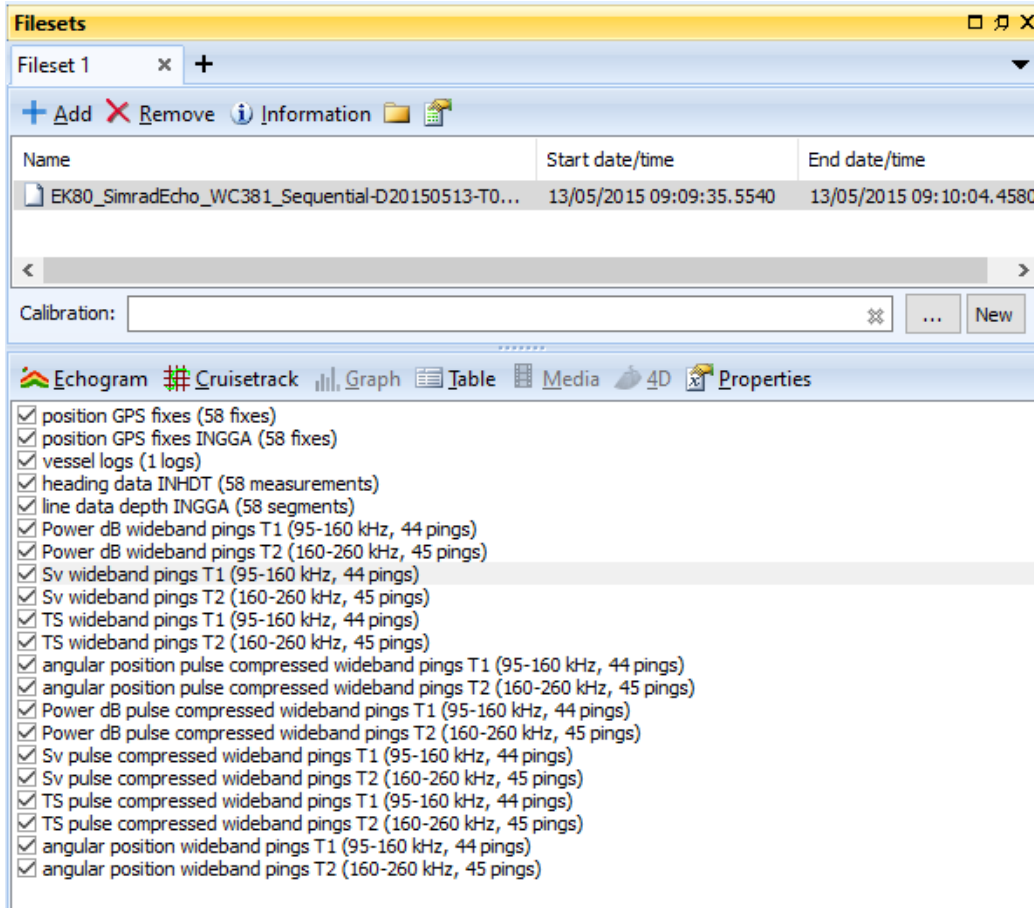 Filesets
Fileset 1
Add Remove Information
Name Start date/time End date/time
EK80_SimradEcho_WC381_Sequential-D20150513-T0... 13/05/2015 09:09:35.5540 13/05/2015 09:10:04.4580
Calibration: ... New
Echogram Cruisetrack Graph Table Media 4D Properties
position GPS fixes (58 fixes)
position GPS fixes INGGA (58 fixes)
vessel logs (1 logs)
heading data INHDT (58 measurements)
line data depth INGGA (58 segments)
Power dB wideband pings T1 (95-160 kHz, 44 pings)
Power dB wideband pings T2 (160-260 kHz, 45 pings)
Sv wideband pings T1 (95-160 kHz, 44 pings)
Sv wideband pings T2 (160-260 kHz, 45 pings)
TS wideband pings T1 (95-160 kHz, 44 pings)
TS wideband pings T2 (160-260 kHz, 45 pings)
angular position pulse compressed wideband pings T1 (95-160 kHz, 44 pings)
angular position pulse compressed wideband pings T2 (160-260 kHz, 45 pings)
Power dB pulse compressed wideband pings T1 (95-160 kHz, 44 pings)
Power dB pulse compressed wideband pings T2 (160-260 kHz, 45 pings)
Sv pulse compressed wideband pings T1 (95-160 kHz, 44 pings)
Sv pulse compressed wideband pings T2 (160-260 kHz, 45 pings)
TS pulse compressed wideband pings T1 (95-160 kHz, 44 pings)
TS pulse compressed wideband pings T2 (160-260 kHz, 45 pings)
angular position wideband pings T1 (95-160 kHz, 44 pings)
angular position wideband pings T2 (160-260 kHz, 45 pings)